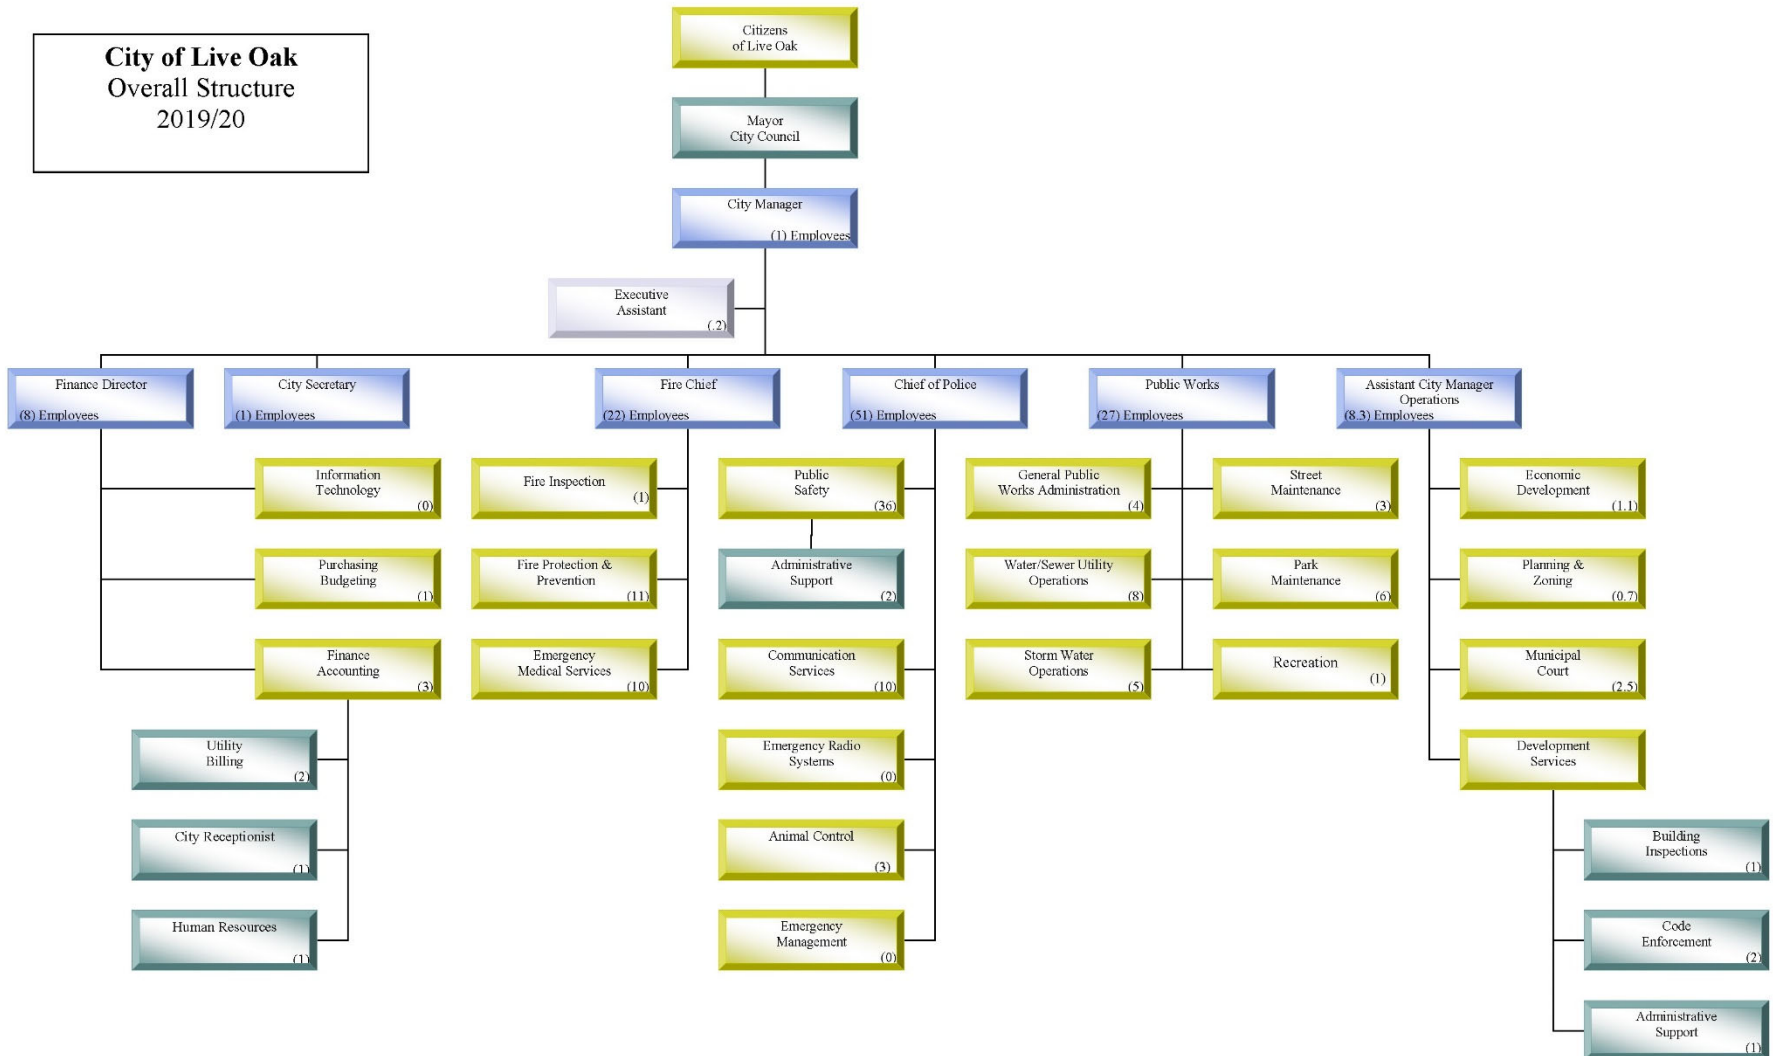 City of Live Oak
Overall Structure
2019/20
Citizens
of Live Oak
Mayor
City Council
City Manager
(1) Employees
Executive
Assistant
(.2)
Finance Director
(8) Employees
City Secretary
(1) Employees
Fire Chief
(22) Employees
Chief of Police
(51) Employees
Public Works
(27) Employees
Assistant City Manager
Operations
(8.3) Employees
Information
Technology
(0)
Purchasing
Budgeting
(1)
Finance
Accounting
(3)
Utility
Billing
(2)
City Receptionist
(1)
Human Resources
(1)
Fire Inspection
(1)
Fire Protection &
Prevention
(11)
Emergency
Medical Services
(10)
Public
Safety
(36)
Administrative
Support
(2)
Communication
Services
(10)
Emergency Radio
Systems
(0)
Animal Control
(3)
Emergency
Management
(0)
General Public
Works Administration
(4)
Water/Sewer Utility
Operations
(8)
Storm Water
Operations
(5)
Street
Maintenance
(3)
Park
Maintenance
(6)
Recreation
(1)
Economic
Development
(1.1)
Planning &
Zoning
(0.7)
Municipal
Court
(2.5)
Development
Services
Building
Inspections
(1)
Code
Enforcement
(2)
Administrative
Support
(1)